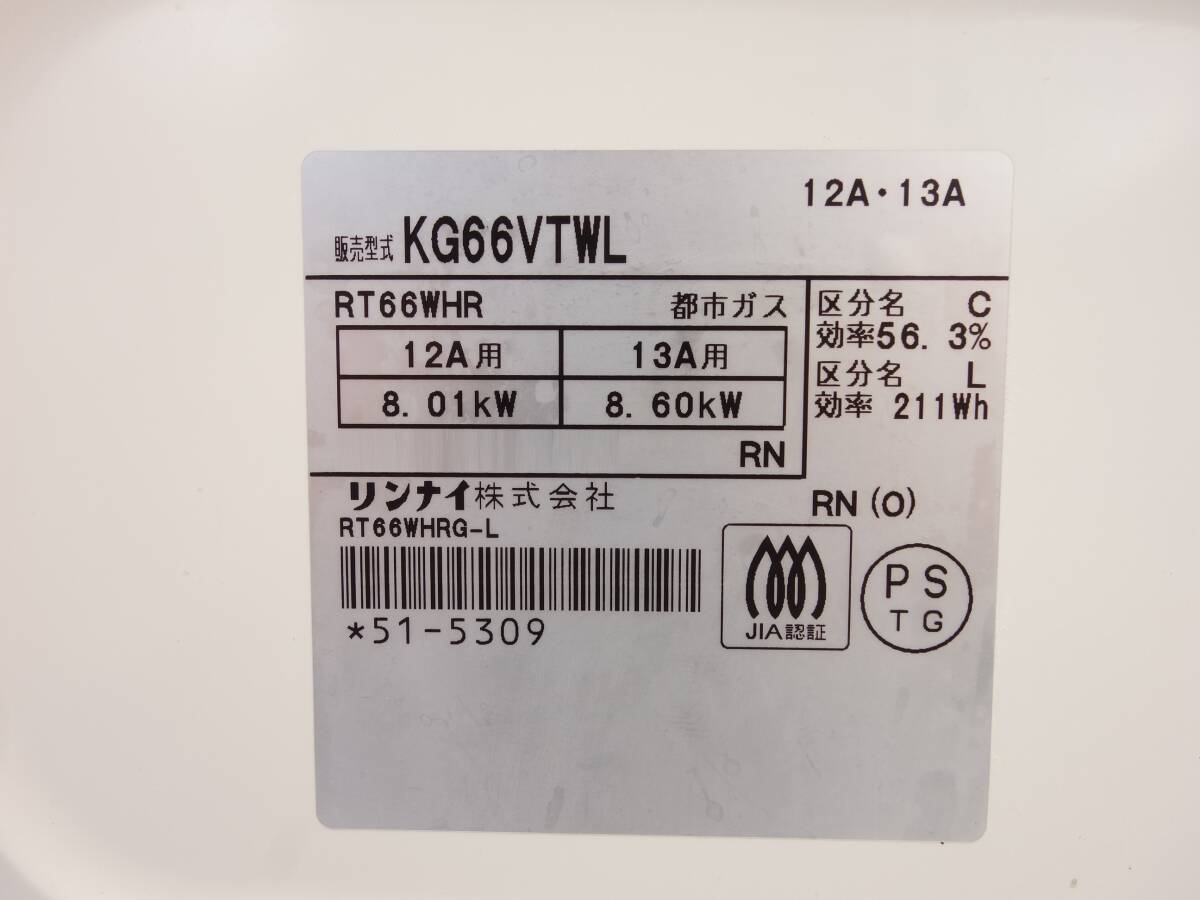 12A・13A
販売型式 KG66VTWL
RT66WHR 都市ガス
12A用 13A用
8.01kW 8.60kW
RN
区分名 C
効率56.3%
区分名 L
効率 211Wh
リンナイ株式会社
RT66WHRG-L
*51-5309
RN(O)
JIA認証
PS
TG